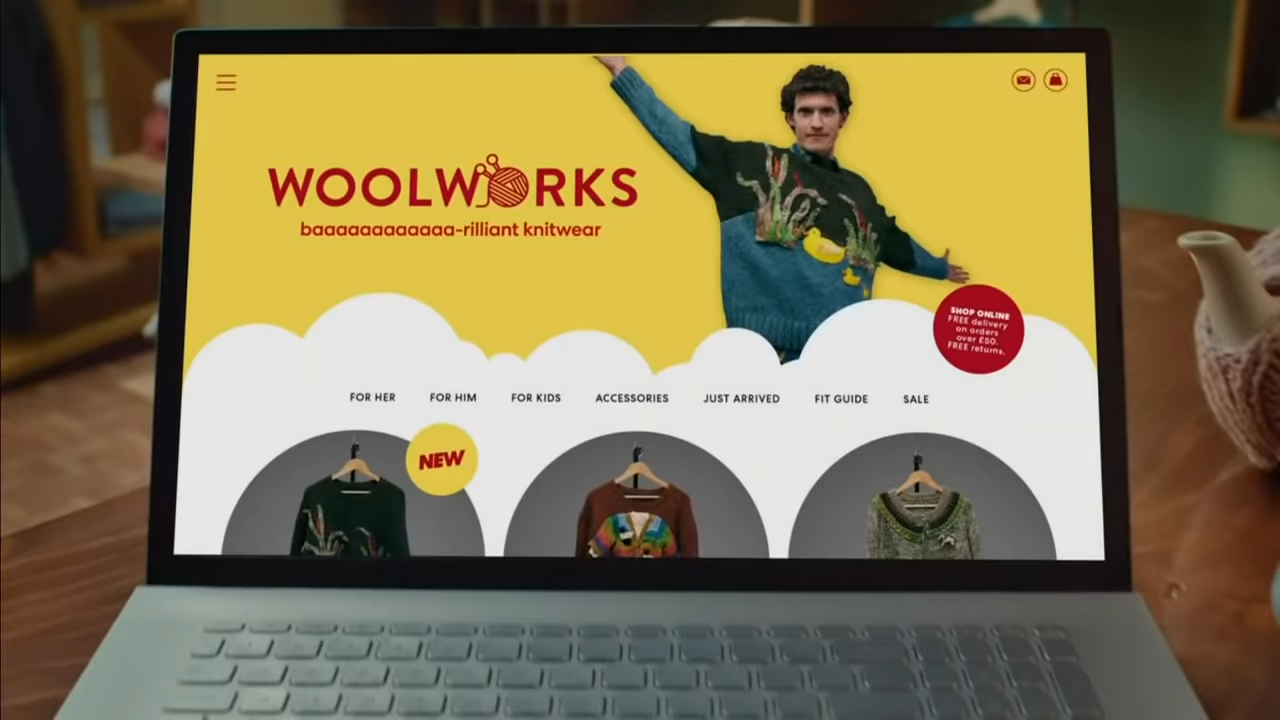 WOOLWORKS
baaaaaaaaaaaa-rilliant knitwear
SHOP ONLINE
FREE delivery
on orders
over £50.
FREE returns.
FOR HER FOR HIM FOR KIDS ACCESSORIES JUST ARRIVED FIT GUIDE SALE
NEW